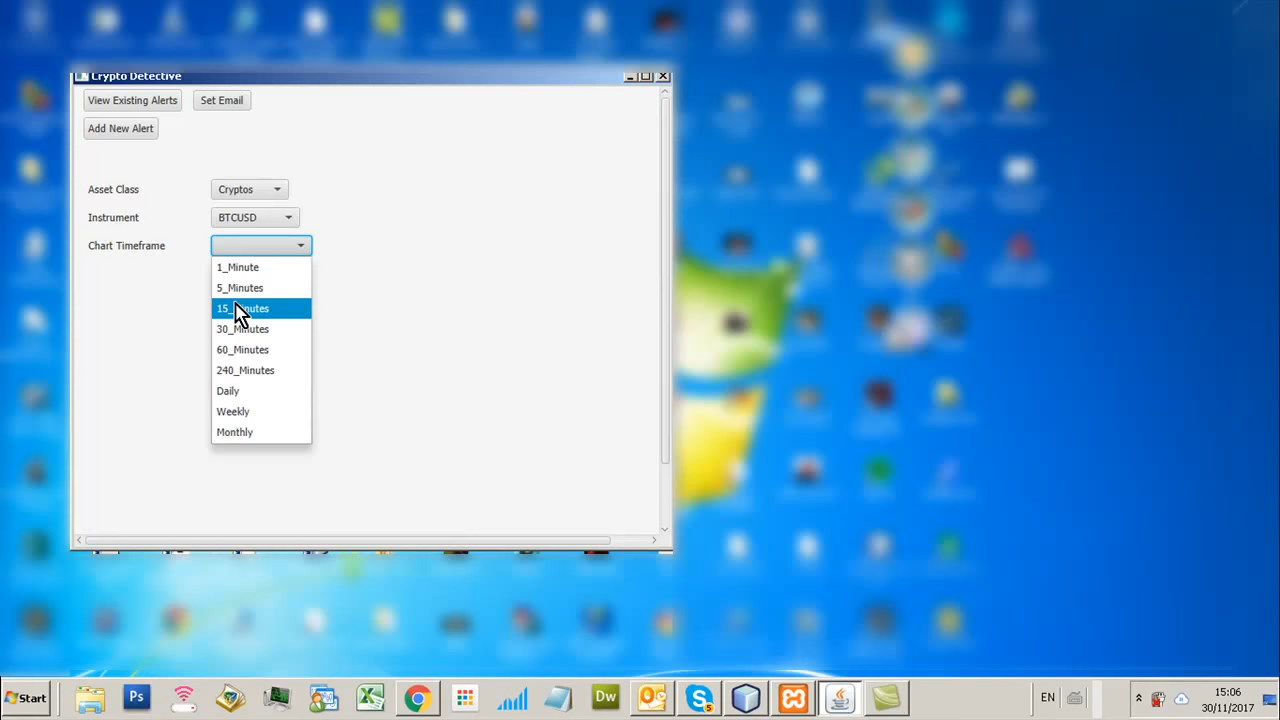 Crypto Detective
View Existing Alerts Set Email
Add New Alert
Asset Class Cryptos
Instrument BTCUSD
Chart Timeframe
1_Minute
5_Minutes
15_Minutes
30_Minutes
60_Minutes
240_Minutes
Daily
Weekly
Monthly
Start
Ps
Dw
S
5
EN
15:06
30/11/2017